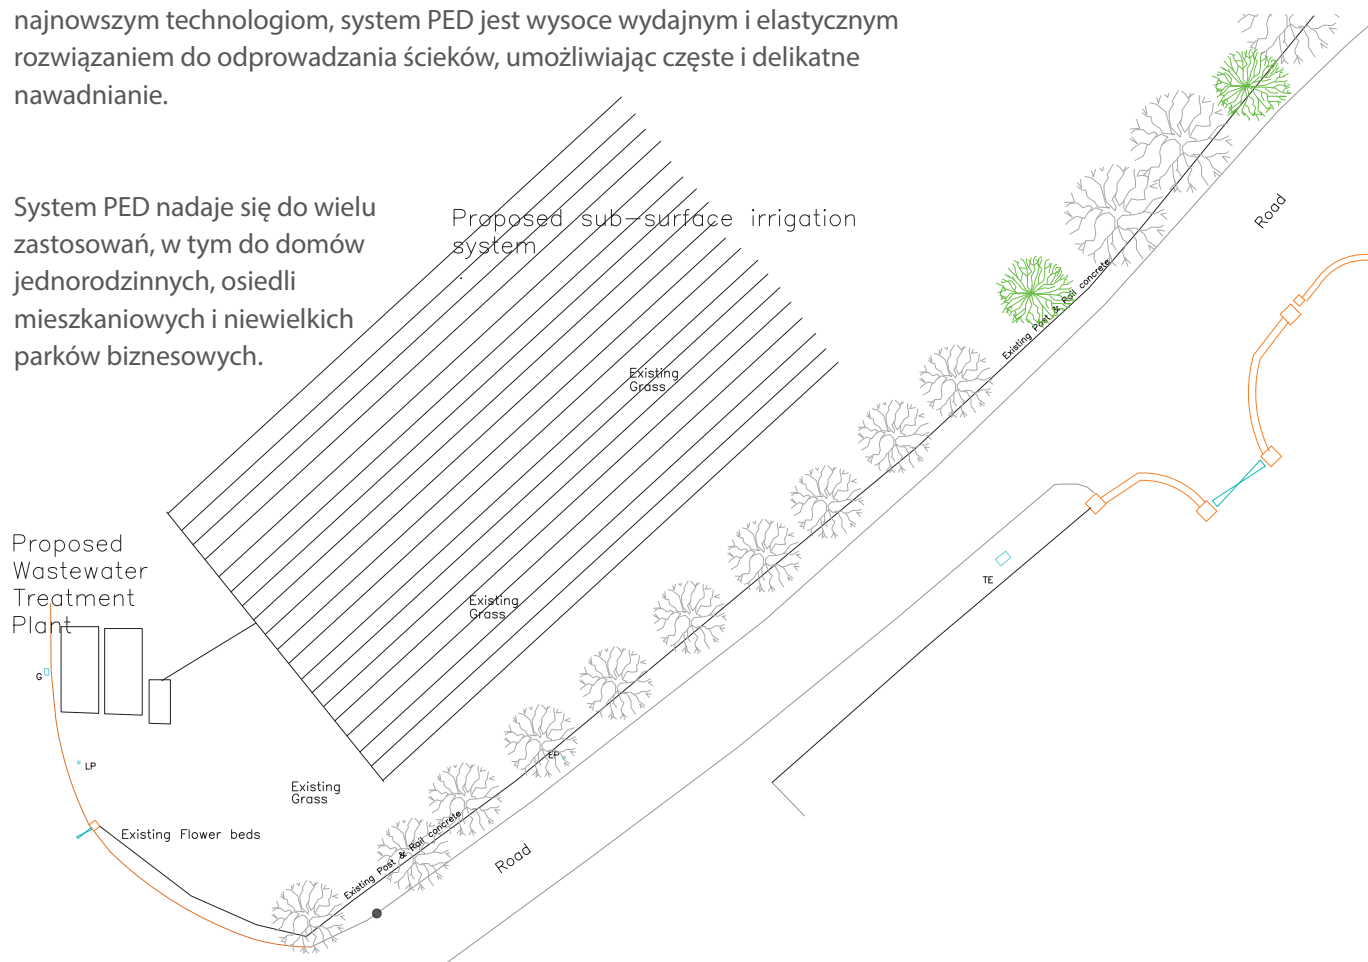 najnowszym technologiom, system PED jest wysoce wydajnym i elastycznym
rozwiązaniem do odprowadzania ścieków, umożliwiając częste i delikatne
nawadnianie.
System PED nadaje się do wielu
zastosowań, w tym do domów
jednorodzinnych, osiedli
mieszkaniowych i niewielkich
parków biznesowych.
Proposed sub-surface irrigation
system
Road
Existing Post & Rail concrete
Existing
Grass
Proposed
Wastewater
Treatment
Plant
TE
Existing
Grass
G
EP
LP
Existing
Grass
Existing Flower beds
Existing Post & Rail concrete
Road